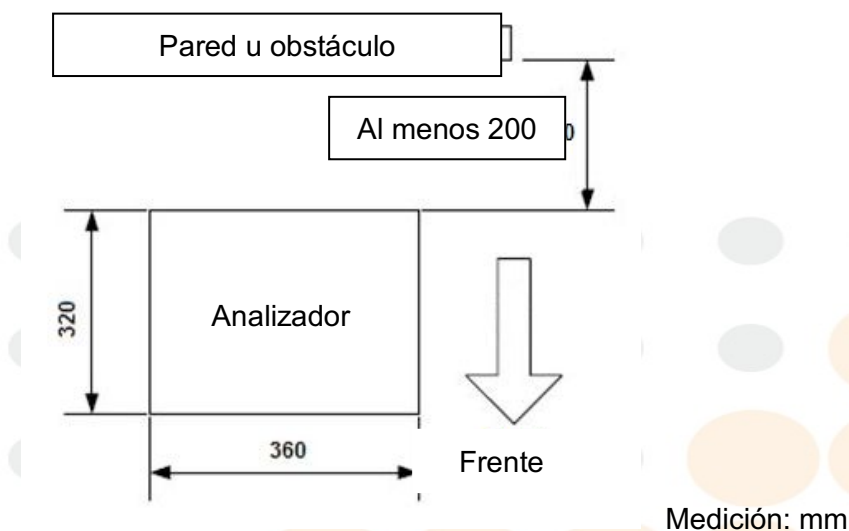 Pared u obstáculo
Al menos 200
320
Analizador
360
Frente
Medición: mm